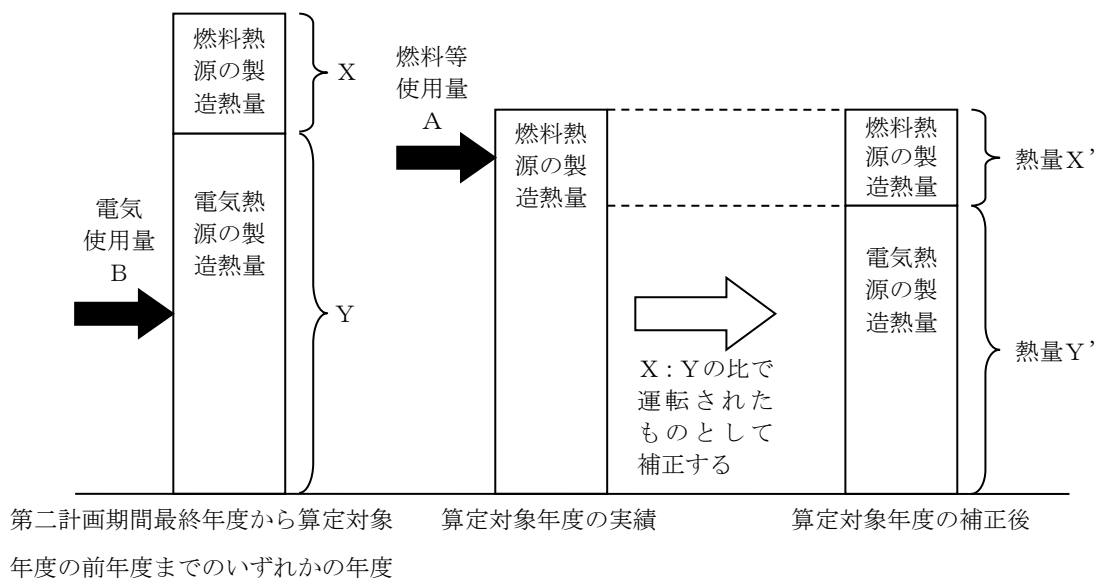 燃料熱
源の製
造熱量
X
電気
使用量
B
電気熱
源の製
造熱量
Y
燃料等
使用量
A
燃料熱
源の製
造熱量
X：Yの比で
運転された
ものとして
補正する
燃料熱
源の製
造熱量
熱量X’
電気熱
源の製
造熱量
熱量Y’
第二計画期間最終年度から算定対象
年度の前年度までのいずれかの年度
算定対象年度の実績
算定対象年度の補正後